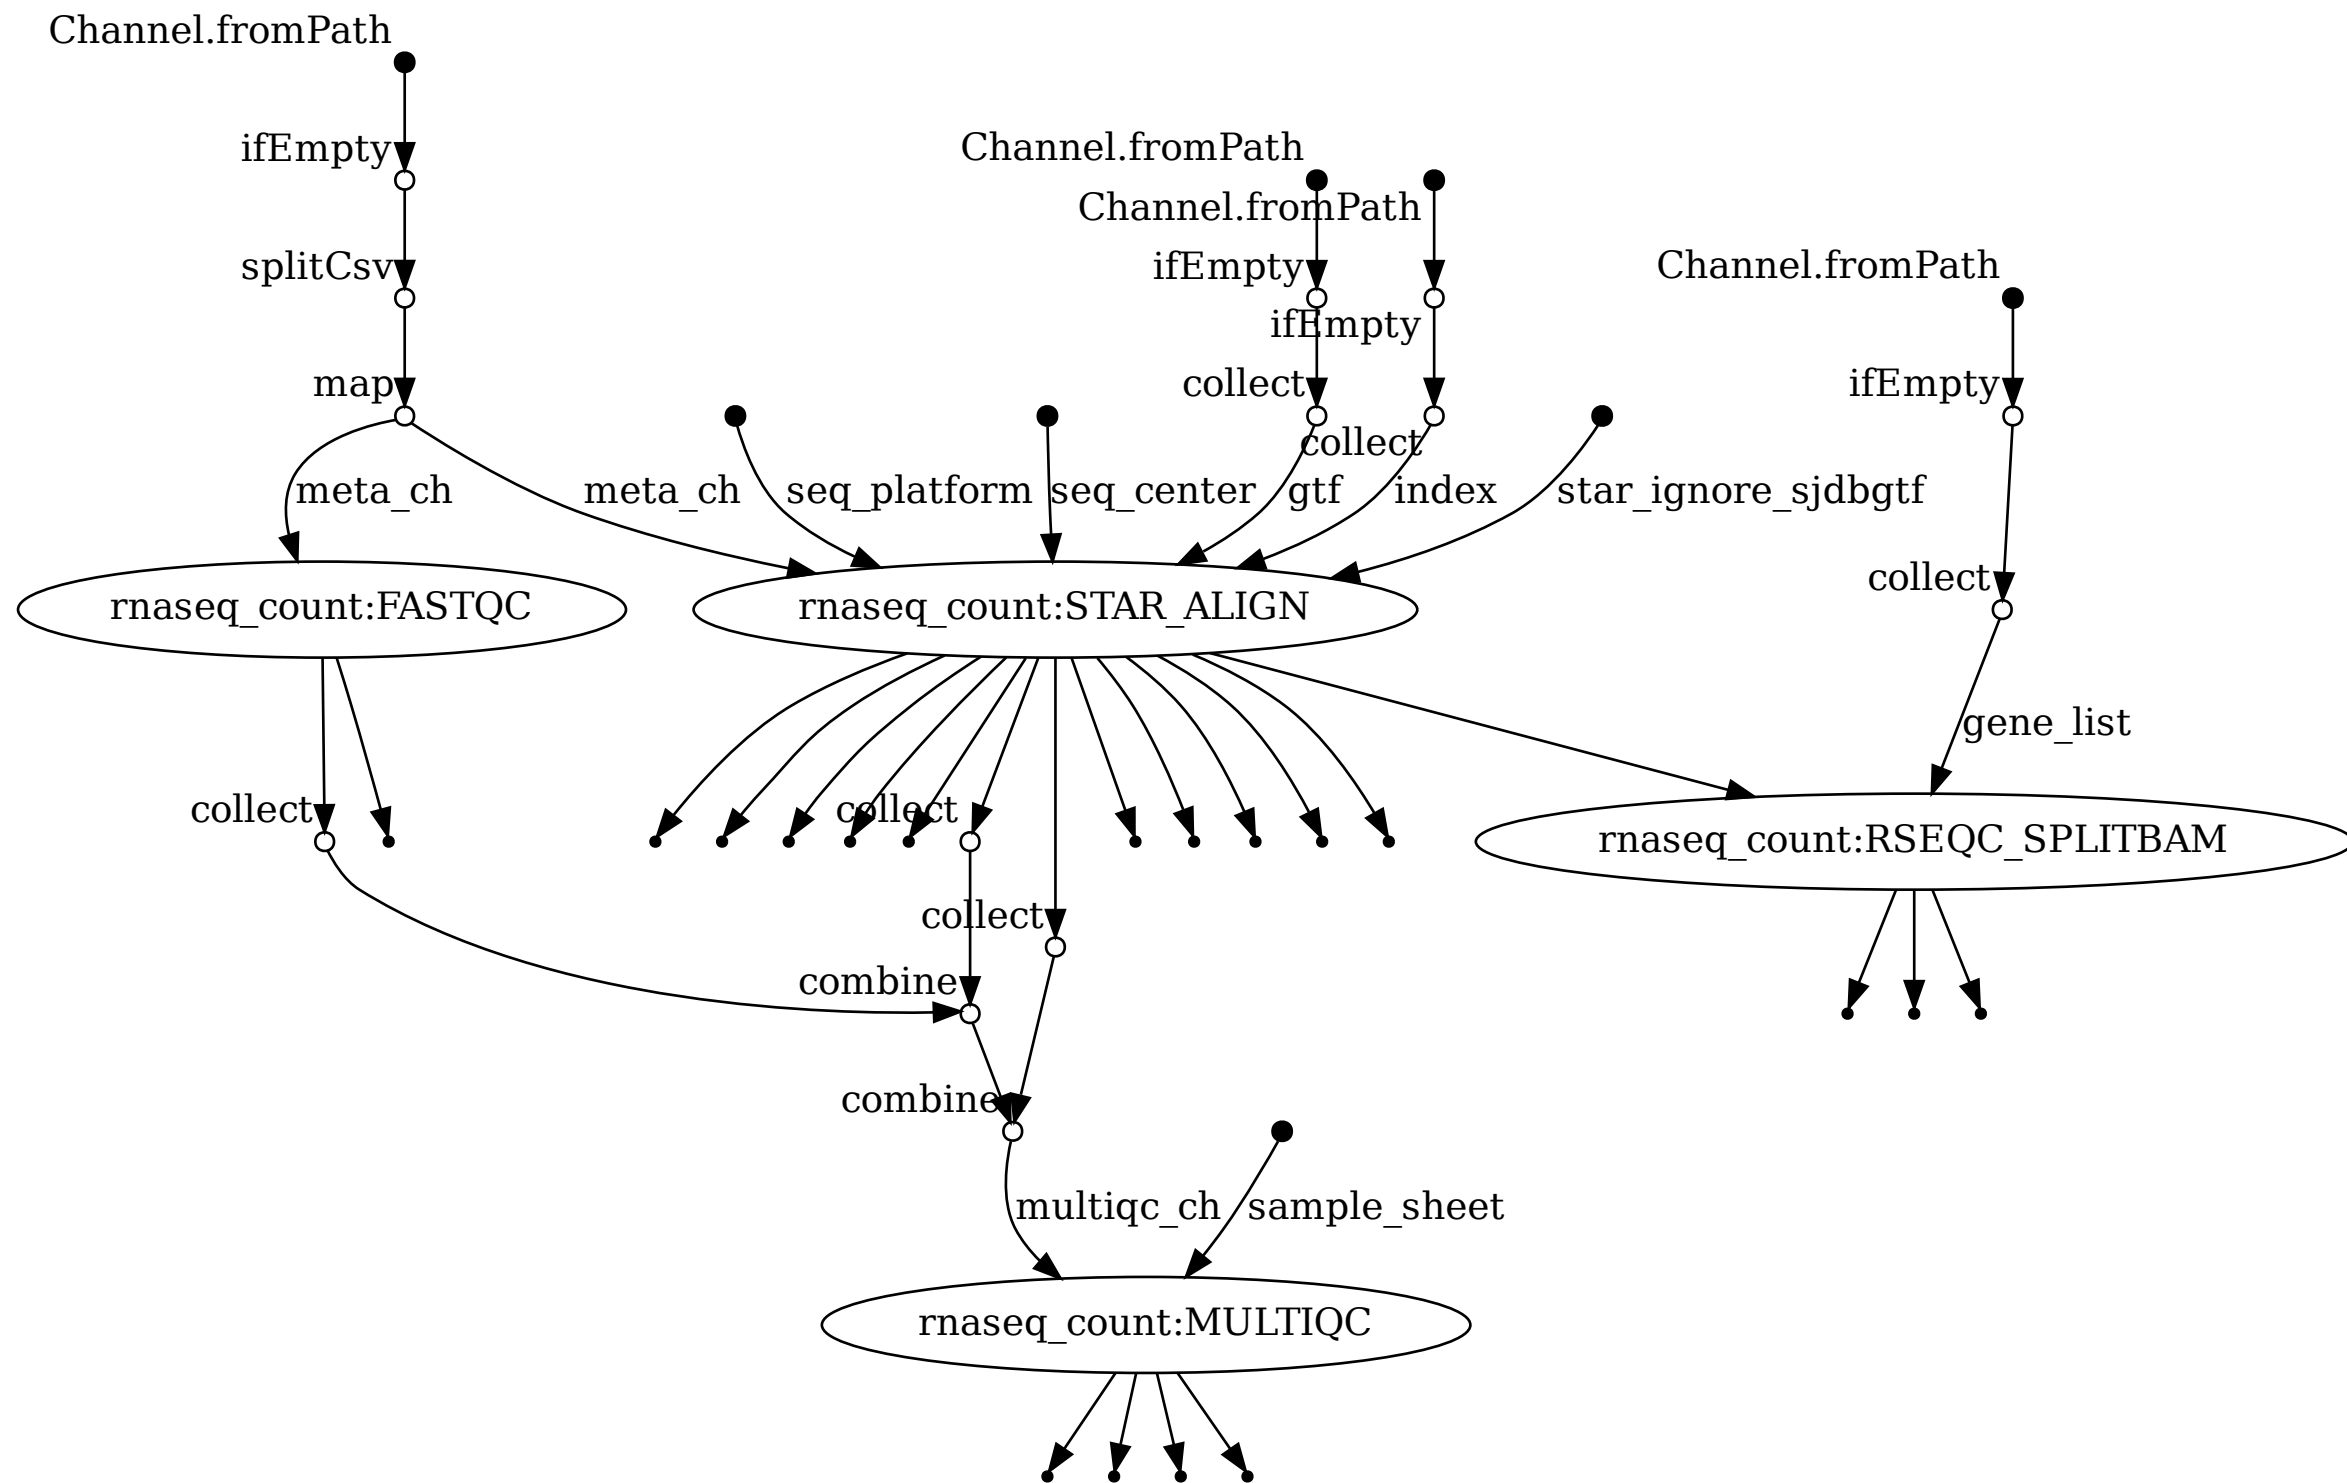 Channel.fromPath
ifEmpty
Channel.fromPath
Channel.fromPath
splitCsv
ifEmpty
Channel.fromPath
ifEmpty
map
collect
ifEmpty
collect
meta_ch
meta_ch
seq_platform
seq_center
gtf
index
star_ignore_sjdbgtf
rnaseq_count:FASTQC
rnaseq_count:STAR_ALIGN
collect
gene_list
collect
collect
rnaseq_count:RSEQC_SPLITBAM
collect
combine
combine
multiqc_ch
sample_sheet
rnaseq_count:MULTIQC